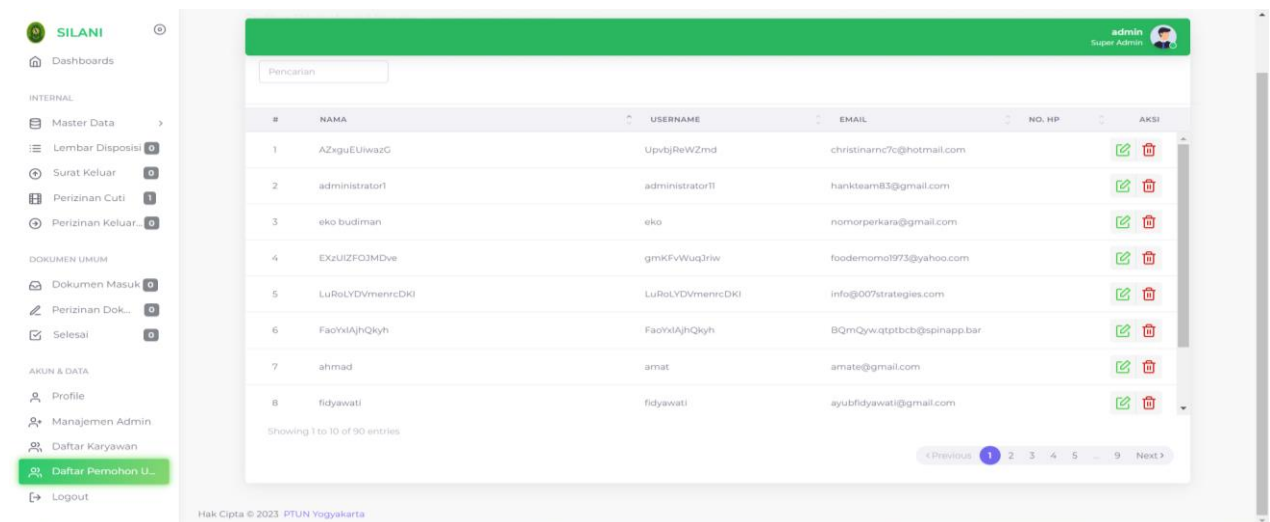 SILANI
Dashboards
INTERNAL
Master Data
Lembar Disposisi 0
Surat Keluar 0
Perizinan Cuti 1
Perizinan Keluar... 0
DOKUMEN UMUM
Dokumen Masuk 0
Perizinan Dok... 0
Selesai 0
AKUN & DATA
Profile
Manajemen Admin
Daftar Karyawan
Daftar Pemohon U...
Logout
admin
Super Admin
Pencarian
# NAMA USERNAME EMAIL NO. HP AKSI
1 AZxguEUiwazG UpvbjReWZmd christinarnc7c@hotmail.com
2 administrator1 administrator11 hankteam83@gmail.com
3 eko budiman eko nomorperkara@gmail.com
4 EXzUlZFOJMDve gmKFvWuqJriw foodemomo1973@yahoo.com
5 LuRoLYDVmenrcDKI LuRoLYDVmenrcDKI info@007strategies.com
6 FaoYxlAjhQkyh FaoYxlAjhQkyh BQmQyw.qtptbcb@spinapp.bar
7 ahmad amat amate@gmail.com
8 fidyawati fidyawati ayubfidyawati@gmail.com
Showing 1 to 10 of 90 entries
< Previous 1 2 3 4 5 ... 9 Next >
Hak Cipta © 2023 PTUN Yogyakarta